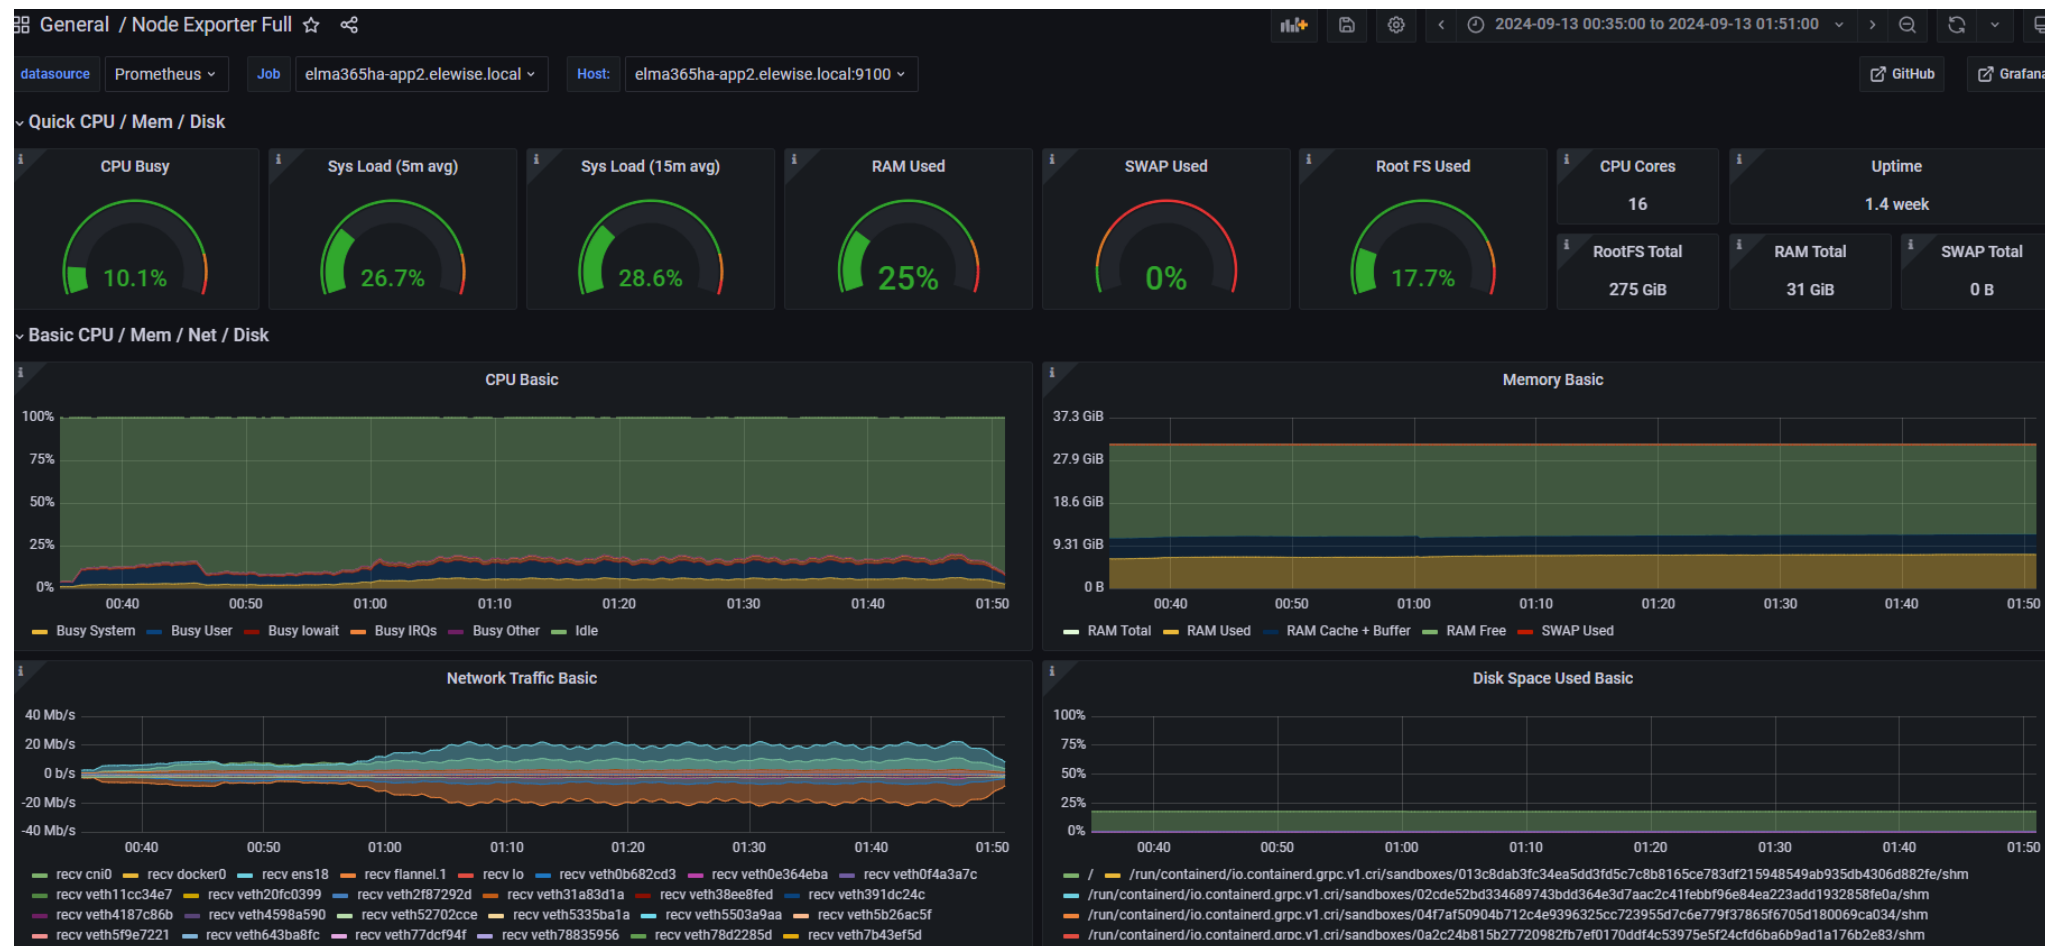 General / Node Exporter Full
2024-09-13 00:35:00 to 2024-09-13 01:51:00
datasource Prometheus Job elma365ha-app2.elewise.local Host: elma365ha-app2.elewise.local:9100 GitHub Grafana
Quick CPU / Mem / Disk
CPU Busy
10.1%
Sys Load (5m avg)
26.7%
Sys Load (15m avg)
28.6%
RAM Used
25%
SWAP Used
0%
Root FS Used
17.7%
CPU Cores
16
Uptime
1.4 week
RootFS Total
275 GiB
RAM Total
31 GiB
SWAP Total
0 B
Basic CPU / Mem / Net / Disk
CPU Basic
100%
75%
50%
25%
0%
00:40 00:50 01:00 01:10 01:20 01:30 01:40 01:50
Busy System Busy User Busy Iowait Busy IRQs Busy Other Idle
Memory Basic
37.3 GiB
27.9 GiB
18.6 GiB
9.31 GiB
0 B
00:40 00:50 01:00 01:10 01:20 01:30 01:40 01:50
RAM Total RAM Used RAM Cache + Buffer RAM Free SWAP Used
Network Traffic Basic
40 Mb/s
20 Mb/s
0 b/s
-20 Mb/s
-40 Mb/s
00:40 00:50 01:00 01:10 01:20 01:30 01:40 01:50
recv cni0 recv docker0 recv ens18 recv flannel.1 recv lo recv veth0b682cd3 recv veth0e364eba recv veth0f4a3a7c
recv veth11cc34e7 recv veth20fc0399 recv veth2f87292d recv veth31a83d1a recv veth38ee8fed recv veth391dc24c
recv veth4187c86b recv veth4598a590 recv veth52702cce recv veth5335ba1a recv veth5503a9aa recv veth5b26ac5f
recv veth5f9e7221 recv veth643ba8fc recv veth77dcf94f recv veth78835956 recv veth78d2285d recv veth7b43ef5d
Disk Space Used Basic
100%
75%
50%
25%
0%
00:40 00:50 01:00 01:10 01:20 01:30 01:40 01:50
/ /run/containerd/io.containerd.grpc.v1.cri/sandboxes/013c8dab3fc34ea5dd3fd5c7c8b8165ce783df215948549ab935db4306d882fe/shm
/run/containerd/io.containerd.grpc.v1.cri/sandboxes/02cde52bd334689743bdd364e3d7aac2c41febbf96e84ea223add1932858fe0a/shm
/run/containerd/io.containerd.grpc.v1.cri/sandboxes/04f7af50904b712c4e9396325cc723955d7c6e779f37865f6705d180069ca034/shm
/run/containerd/io.containerd.grpc.v1.cri/sandboxes/0a2c24b815b27720982fb7ef0170ddf4c53975e5f24cfd6ba6b9ad1a176b2e83/shm